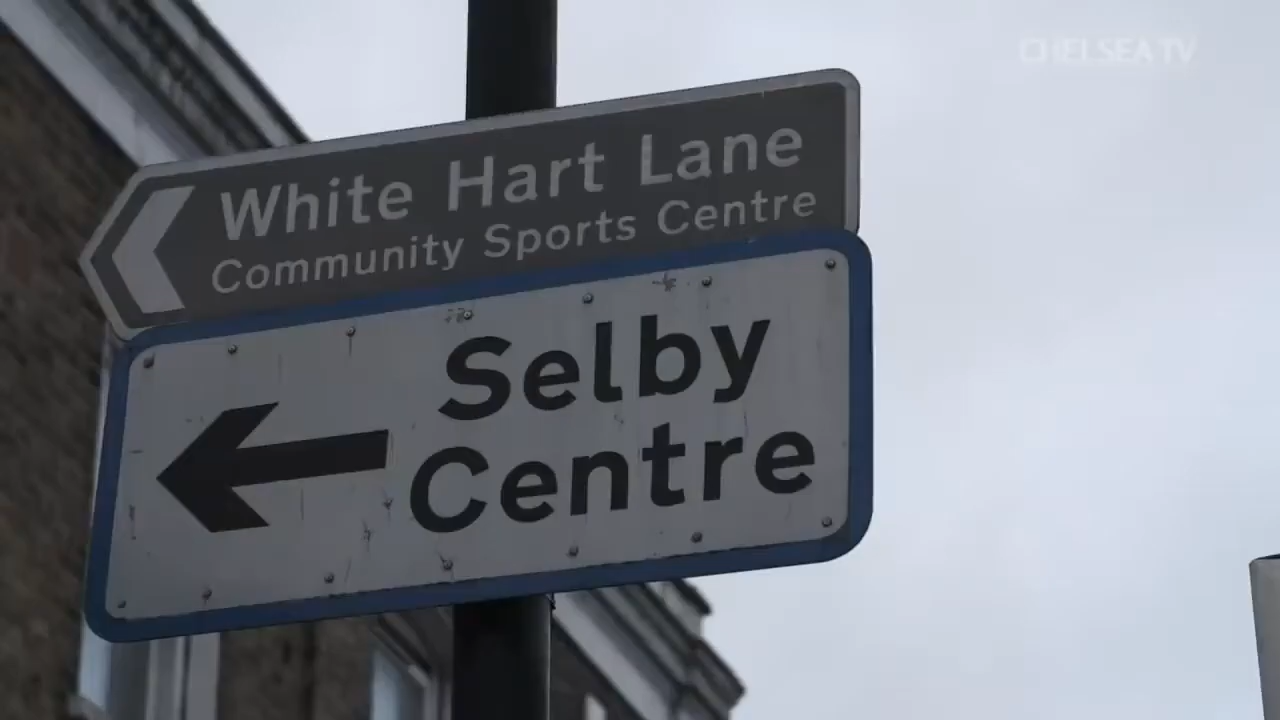 CHELSEA TV
White Hart Lane
Community Sports Centre
Selby
Centre